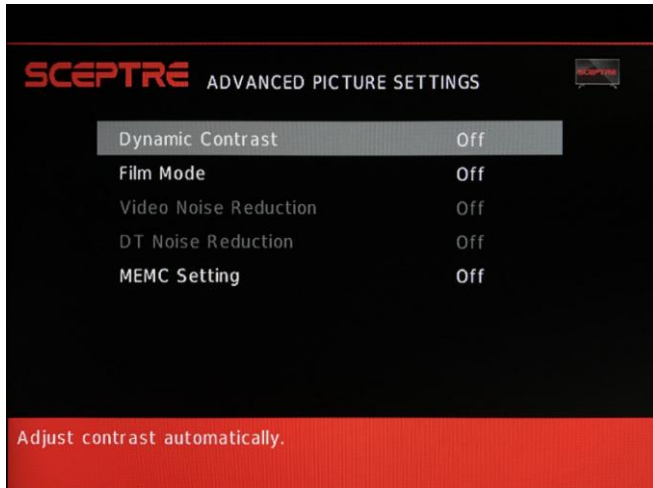 SCEPTRE ADVANCED PICTURE SETTINGS
SCEPTRE
Dynamic Contrast Off
Film Mode Off
Video Noise Reduction Off
DT Noise Reduction Off
MEMC Setting Off
Adjust contrast automatically.